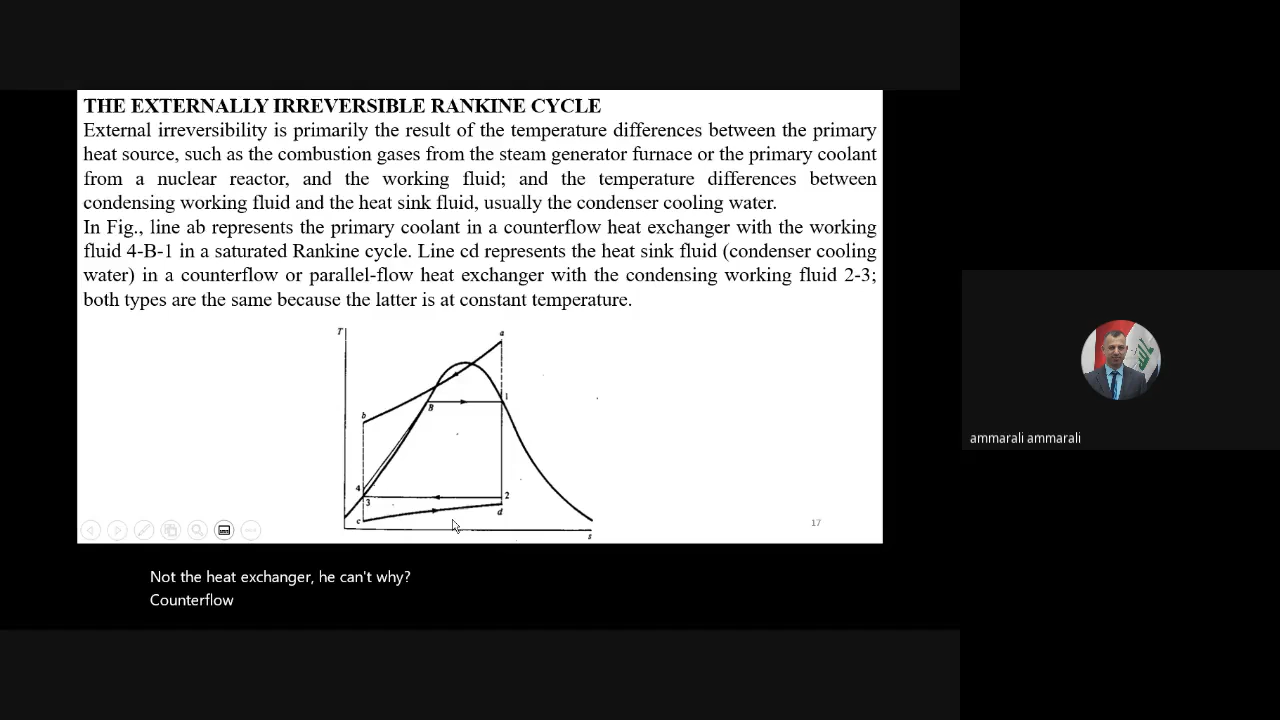 THE EXTERNALLY IRREVERSIBLE RANKINE CYCLE
External irreversibility is primarily the result of the temperature differences between the primary
heat source, such as the combustion gases from the steam generator furnace or the primary coolant
from a nuclear reactor, and the working fluid; and the temperature differences between
condensing working fluid and the heat sink fluid, usually the condenser cooling water.
In Fig., line ab represents the primary coolant in a counterflow heat exchanger with the working
fluid 4-B-1 in a saturated Rankine cycle. Line cd represents the heat sink fluid (condenser cooling
water) in a counterflow or parallel-flow heat exchanger with the condensing working fluid 2-3;
both types are the same because the latter is at constant temperature.
T
a
1
B
b
4
3
2
d
c
s
17
ammarali ammarali
Not the heat exchanger, he can't why?
Counterflow